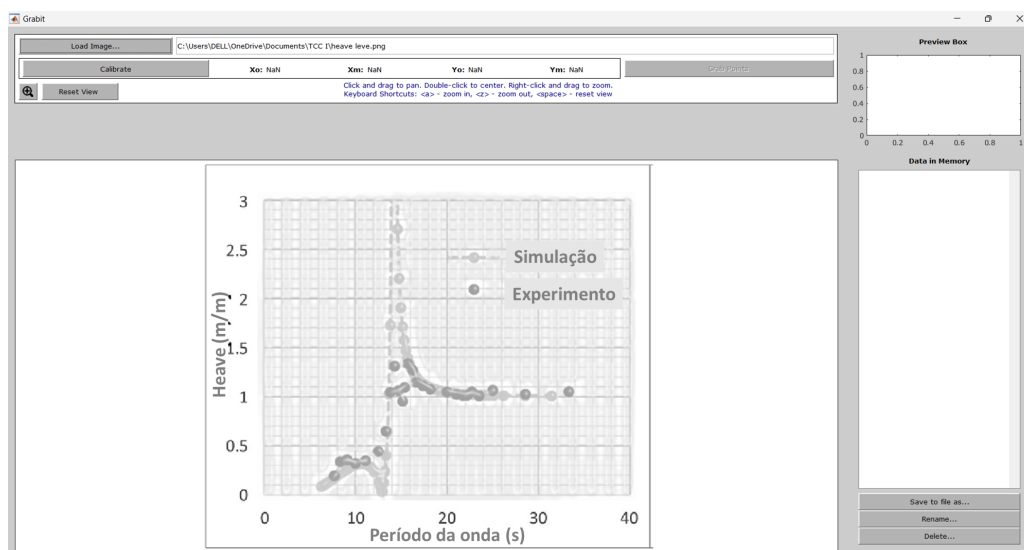 Grabit
Load Image... C:\Users\DELL\OneDrive\Documents\TCC I\heave leve.png
Calibrate Xo: NaN Xm: NaN Yo: NaN Ym: NaN Grab Points
Reset View
Click and drag to pan. Double-click to center. Right-click and drag to zoom.
Keyboard Shortcuts: <a> - zoom in, <z> - zoom out, <space> - reset view
Preview Box
1
0.8
0.6
0.4
0.2
0
0 0.2 0.4 0.6 0.8 1
Data in Memory
Save to file as...
Rename...
Delete...
Heave (m/m)
3
2.5
2
1.5
1
0.5
0
Simulação
Experimento
0 10 20 30 40
Período da onda (s)